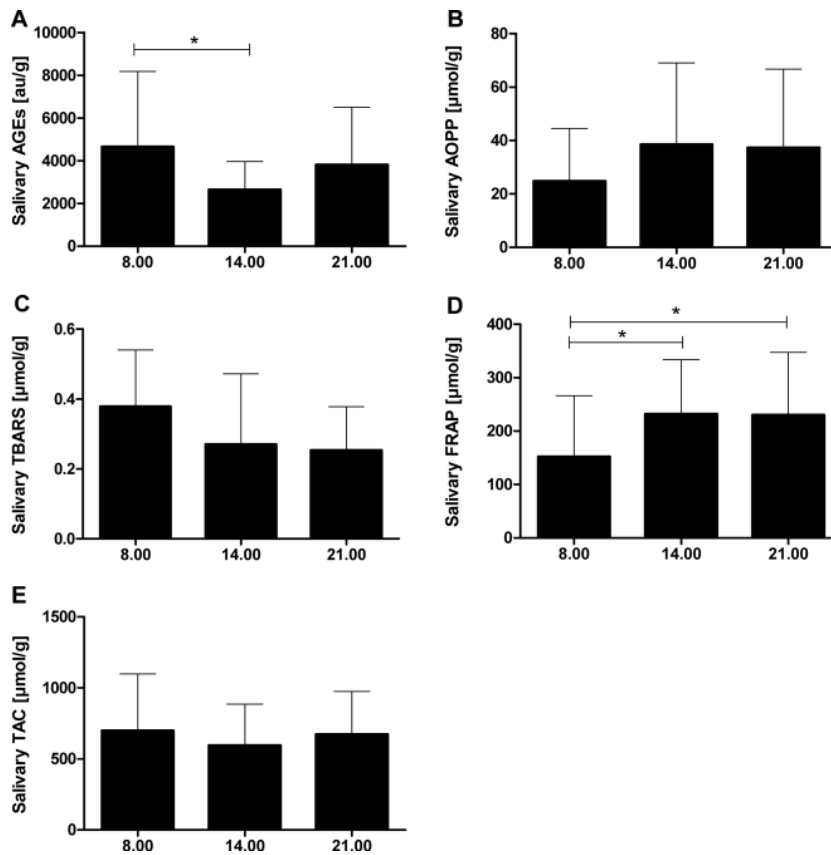 A
Salivary AGEs [au/g]
10000
8000
6000
4000
2000
0
*
8.00 14.00 21.00
B
Salivary AOPP [µmol/g]
80
60
40
20
0
8.00 14.00 21.00
C
Salivary TBARS [µmol/g]
0.6
0.4
0.2
0.0
8.00 14.00 21.00
D
Salivary FRAP [µmol/g]
400
300
200
100
0
*
*
8.00 14.00 21.00
E
Salivary TAC [µmol/g]
1500
1000
500
0
8.00 14.00 21.00